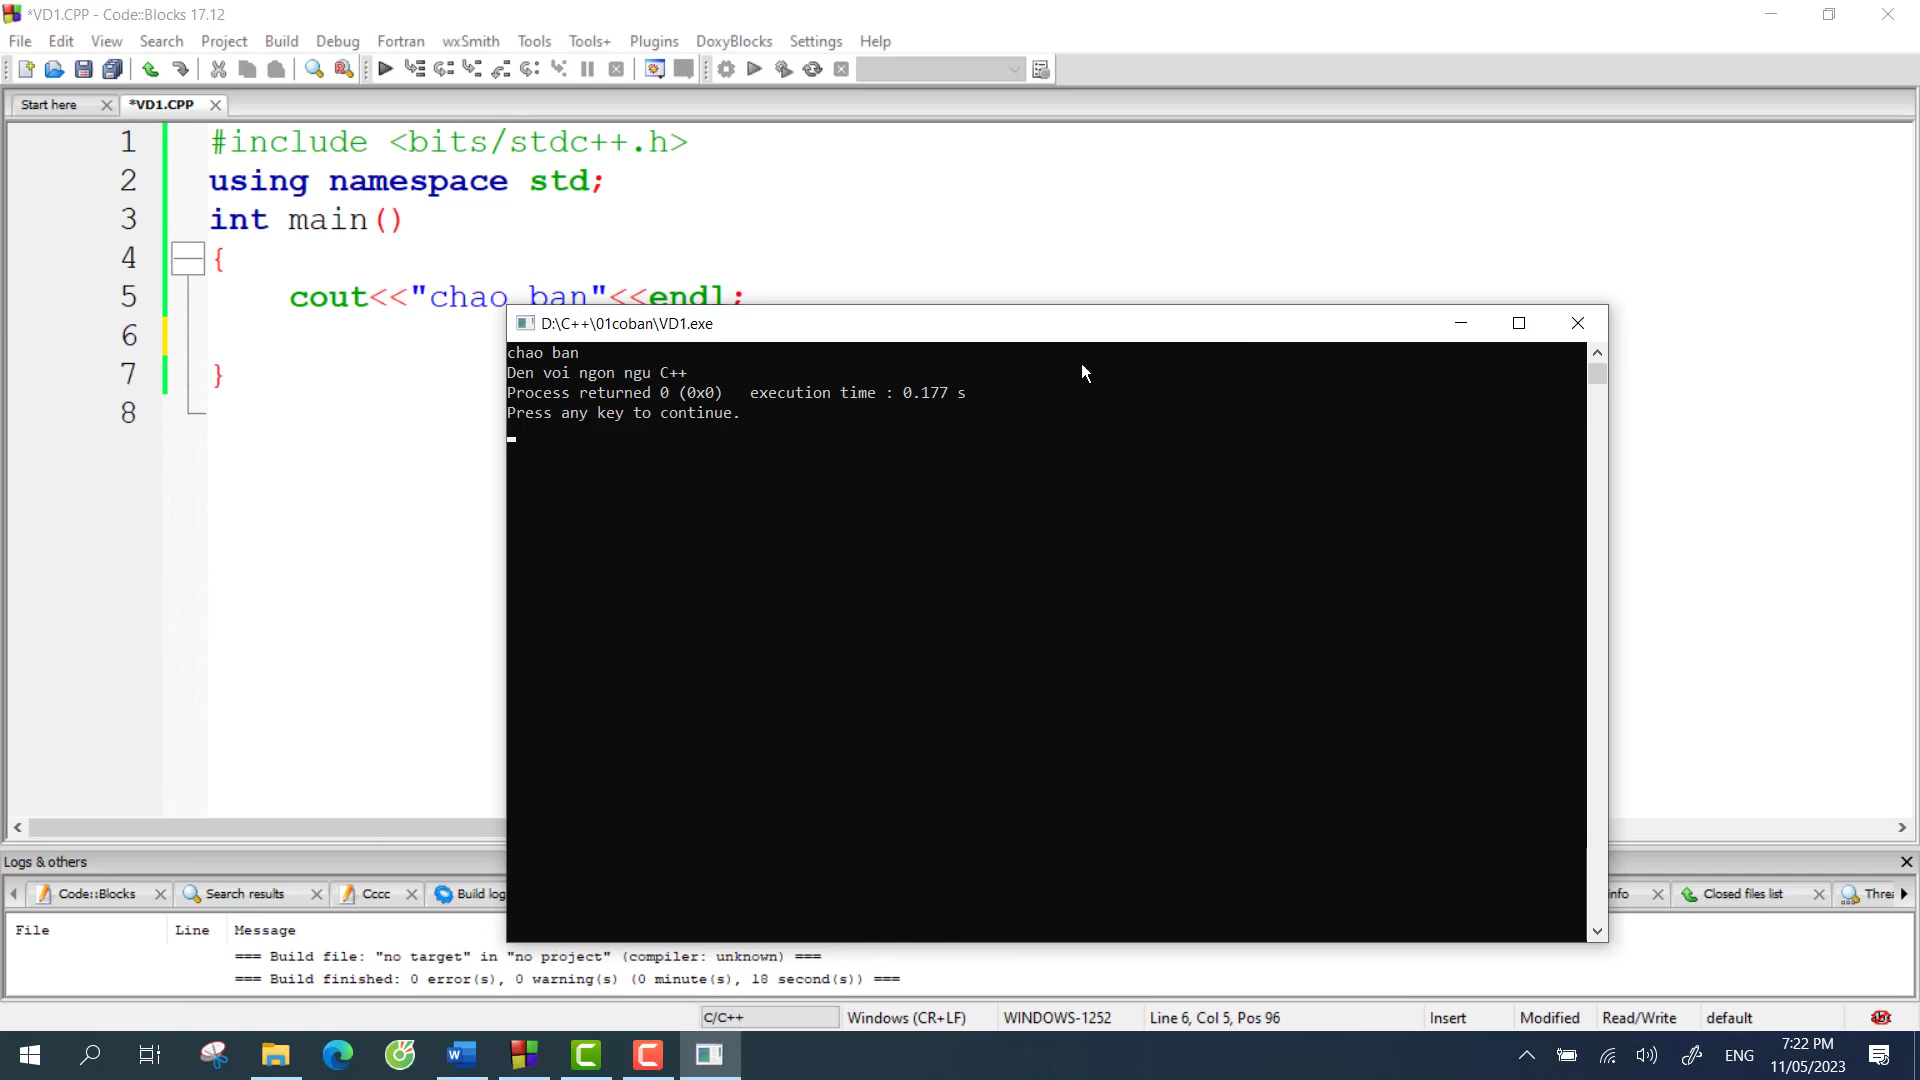 *VD1.CPP - Code::Blocks 17.12
File Edit View Search Project Build Debug Fortran wxSmith Tools Tools+ Plugins DoxyBlocks Settings Help
Start here *VD1.CPP
1 #include <bits/stdc++.h>
2 using namespace std;
3 int main()
4 {
5 cout<<"chao ban"<<endl;
6
7 }
8
D:\C++\01coban\VD1.exe
chao ban
Den voi ngon ngu C++
Process returned 0 (0x0) execution time : 0.177 s
Press any key to continue.
Logs & others
Code::Blocks Search results Cccc Build log info Closed files list Threa
File Line Message
=== Build file: "no target" in "no project" (compiler: unknown) ===
=== Build finished: 0 error(s), 0 warning(s) (0 minute(s), 18 second(s)) ===
C/C++ Windows (CR+LF) WINDOWS-1252 Line 6, Col 5, Pos 96 Insert Modified Read/Write default abc
ENG 7:22 PM
11/05/2023